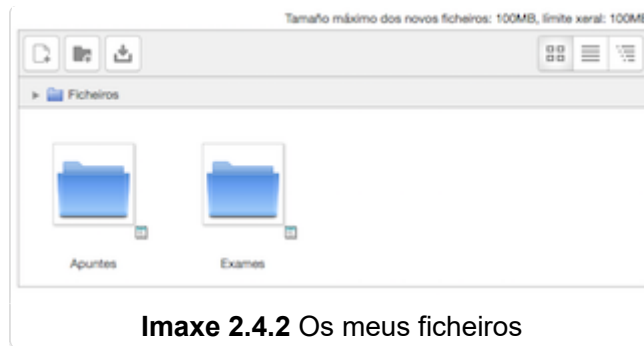 Tamaño máximo dos novos ficheiros: 100MB, límite xeral: 100MB
Ficheiros
Apuntes Exames
Imaxe 2.4.2 Os meus ficheiros